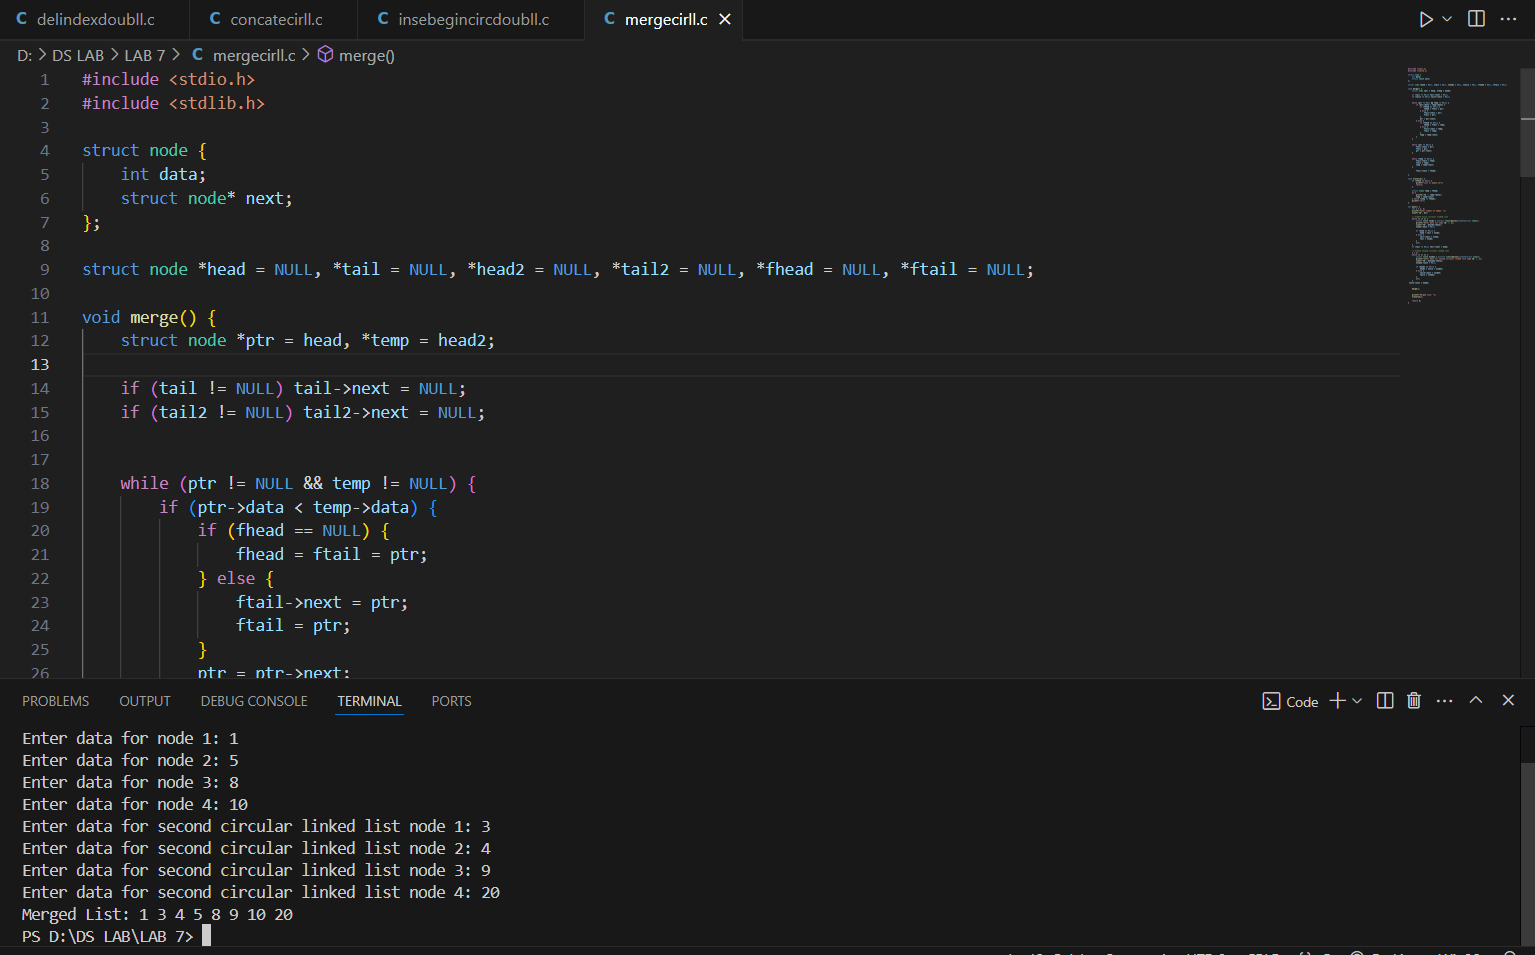 delindexdoubll.c concatecirll.c insebegincircdoubll.c mergecirll.c
D: > DS LAB > LAB 7 > C mergecirll.c > merge()
1 #include <stdio.h>
2 #include <stdlib.h>
3
4 struct node {
5 int data;
6 struct node* next;
7 };
8
9 struct node *head = NULL, *tail = NULL, *head2 = NULL, *tail2 = NULL, *fhead = NULL, *ftail = NULL;
10
11 void merge() {
12 struct node *ptr = head, *temp = head2;
13
14 if (tail != NULL) tail->next = NULL;
15 if (tail2 != NULL) tail2->next = NULL;
16
17
18 while (ptr != NULL && temp != NULL) {
19 if (ptr->data < temp->data) {
20 if (fhead == NULL) {
21 fhead = ftail = ptr;
22 } else {
23 ftail->next = ptr;
24 ftail = ptr;
25 }
26 ptr = ptr->next;
PROBLEMS OUTPUT DEBUG CONSOLE TERMINAL PORTS Code
Enter data for node 1: 1
Enter data for node 2: 5
Enter data for node 3: 8
Enter data for node 4: 10
Enter data for second circular linked list node 1: 3
Enter data for second circular linked list node 2: 4
Enter data for second circular linked list node 3: 9
Enter data for second circular linked list node 4: 20
Merged List: 1 3 4 5 8 9 10 20
PS D:\DS LAB\LAB 7>